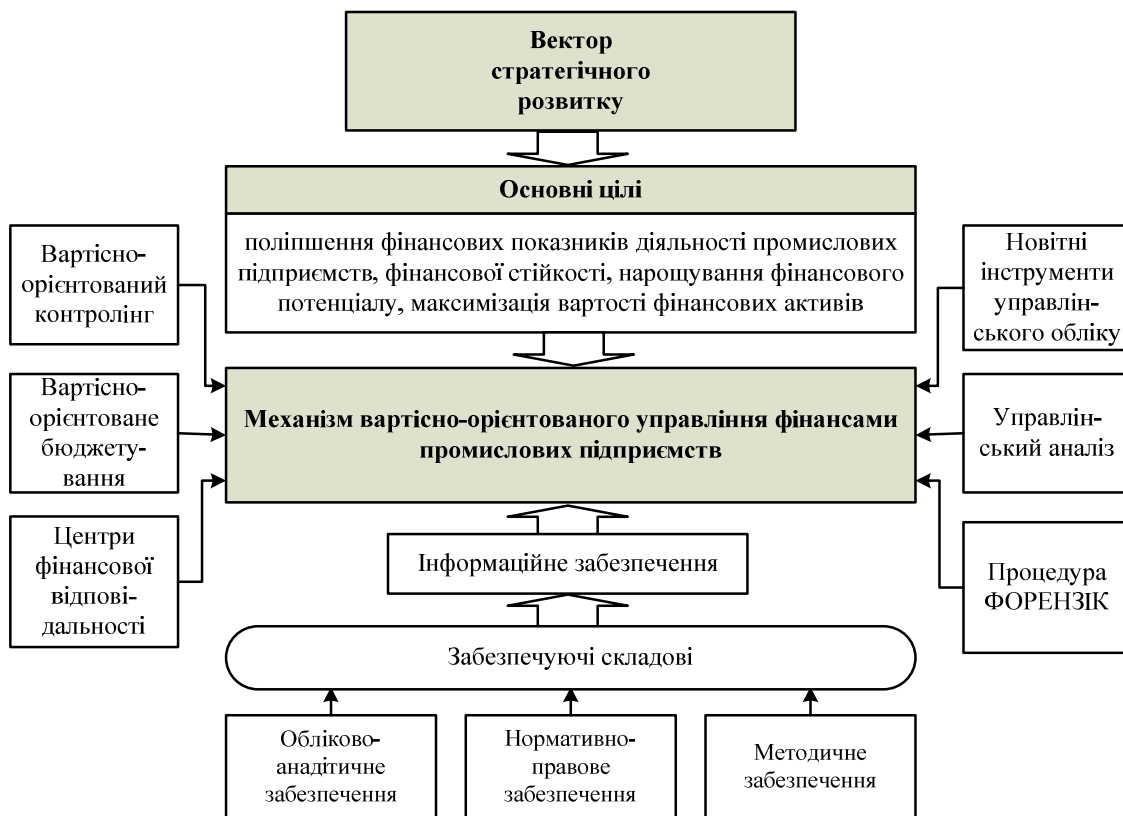 Вектор
стратегічного
розвитку
Основні цілі
поліпшення фінансових показників діяльності промислових
підприємств, фінансової стійкості, нарощування фінансового
потенціалу, максимізація вартості фінансових активів
Вартісно-
орієнтований
контролінг
Новітні
інструменти
управлін-
ського обліку
Вартісно-
орієнтоване
бюджету-
вання
Механізм вартісно-орієнтованого управління фінансами
промислових підприємств
Управлін-
ський аналіз
Центри
фінансової
відпові-
дальності
Інформаційне забезпечення
Процедура
ФОРЕНЗІК
Забезпечуючі складові
Обліково-
анадітичне
забезпечення
Нормативно-
правове
забезпечення
Методичне
забезпечення